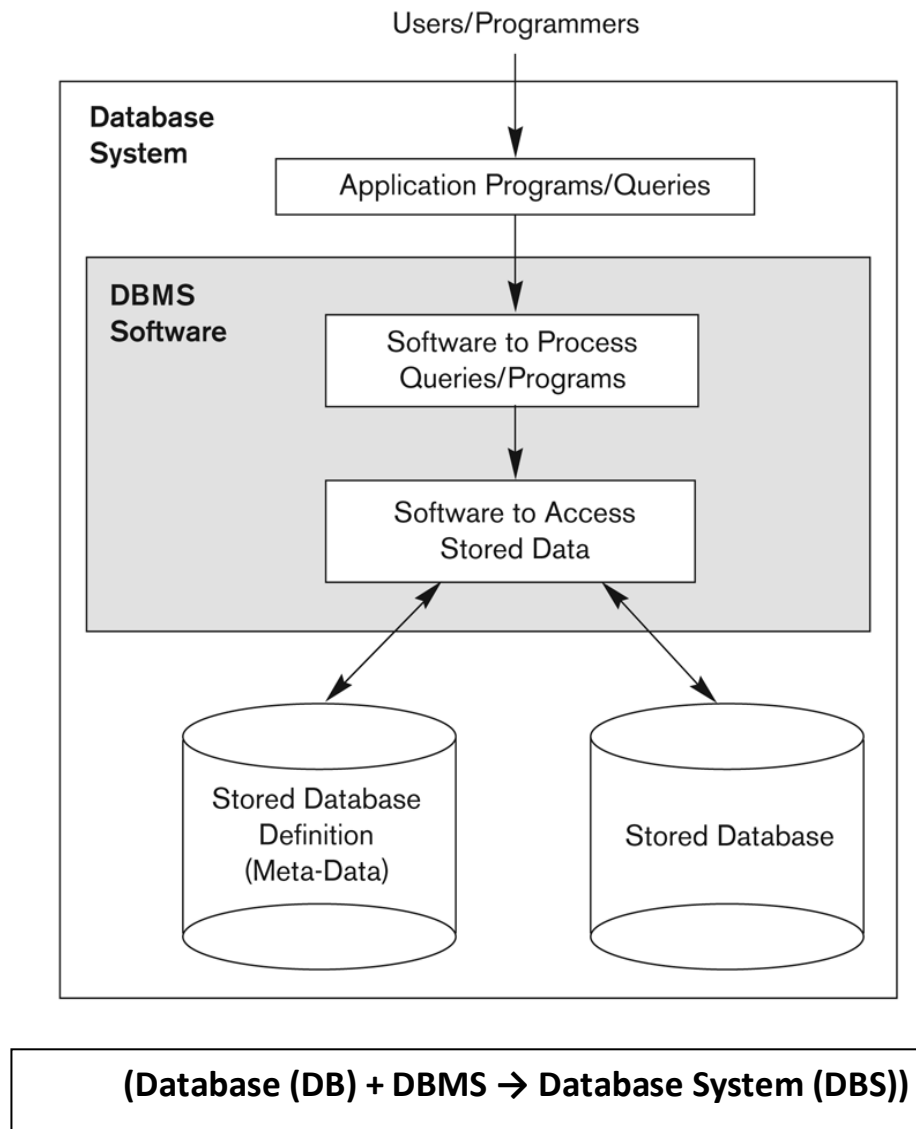 Users/Programmers
Database
System
Application Programs/Queries
DBMS
Software
Software to Process
Queries/Programs
Software to Access
Stored Data
Stored Database
Definition
(Meta-Data)
Stored Database
(Database (DB) + DBMS → Database System (DBS))